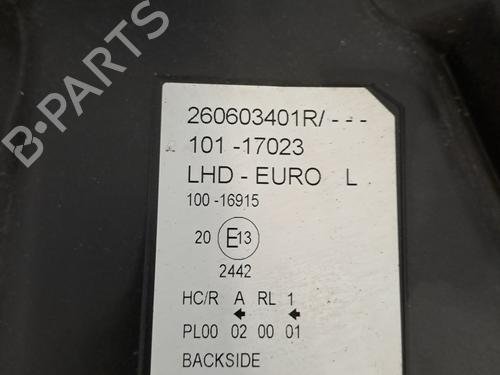 B-PARTS
260603401R/ - - -
101 -17023
LHD - EURO L
100 -16915
20 E13
2442
HC/R A RL 1
PL00 02 00 01
BACKSIDE